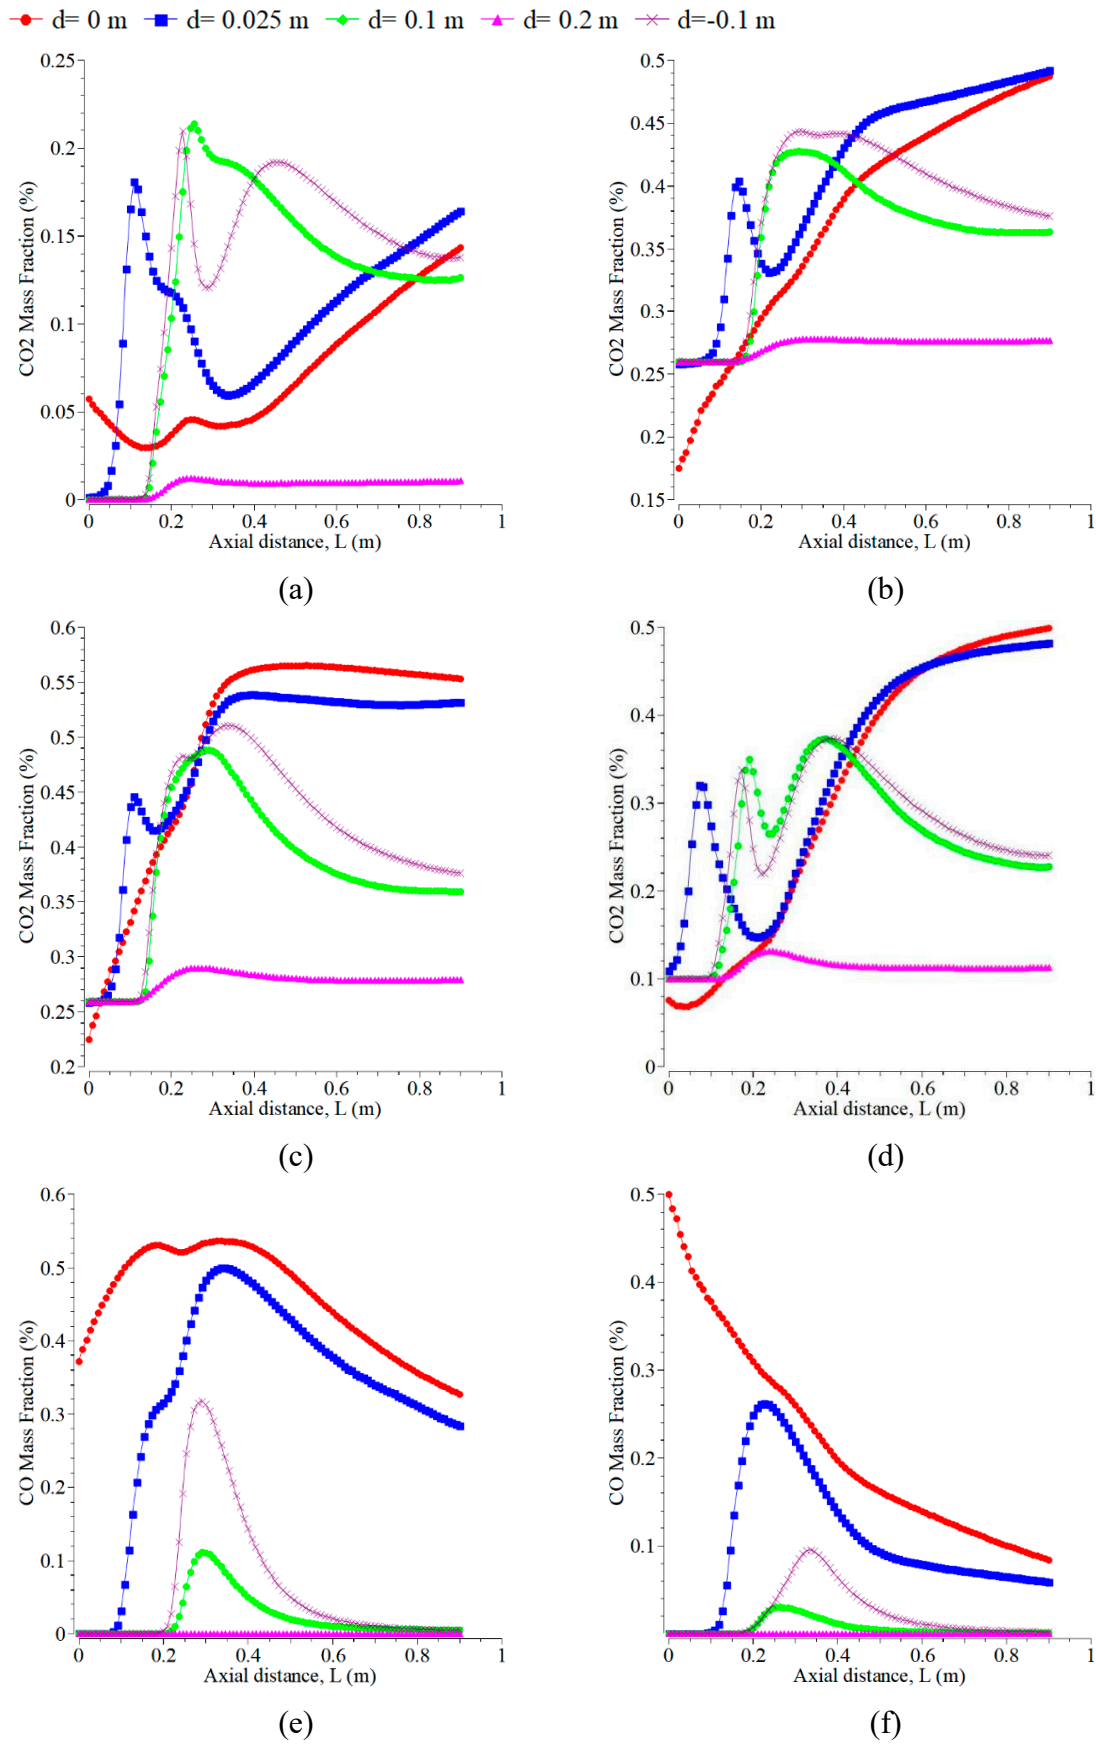 d= 0 m d= 0.025 m d= 0.1 m d= 0.2 m d=-0.1 m
0.25
0.2
0.15
0.1
0.05
0
CO2 Mass Fraction (%)
0 0.2 0.4 0.6 0.8 1
Axial distance, L (m)
(a)
0.5
0.45
0.4
0.35
0.3
0.25
0.2
0.15
CO2 Mass Fraction (%)
0 0.2 0.4 0.6 0.8 1
Axial distance, L (m)
(b)
0.6
0.55
0.5
0.45
0.4
0.35
0.3
0.25
0.2
CO2 Mass Fraction (%)
0 0.2 0.4 0.6 0.8 1
Axial distance, L (m)
(c)
0.5
0.4
0.3
0.2
0.1
0
CO2 Mass Fraction (%)
0 0.2 0.4 0.6 0.8 1
Axial distance, L (m)
(d)
0.6
0.5
0.4
0.3
0.2
0.1
0
CO Mass Fraction (%)
0 0.2 0.4 0.6 0.8 1
Axial distance, L (m)
(e)
0.5
0.4
0.3
0.2
0.1
CO Mass Fraction (%)
0 0.2 0.4 0.6 0.8 1
Axial distance, L (m)
(f)